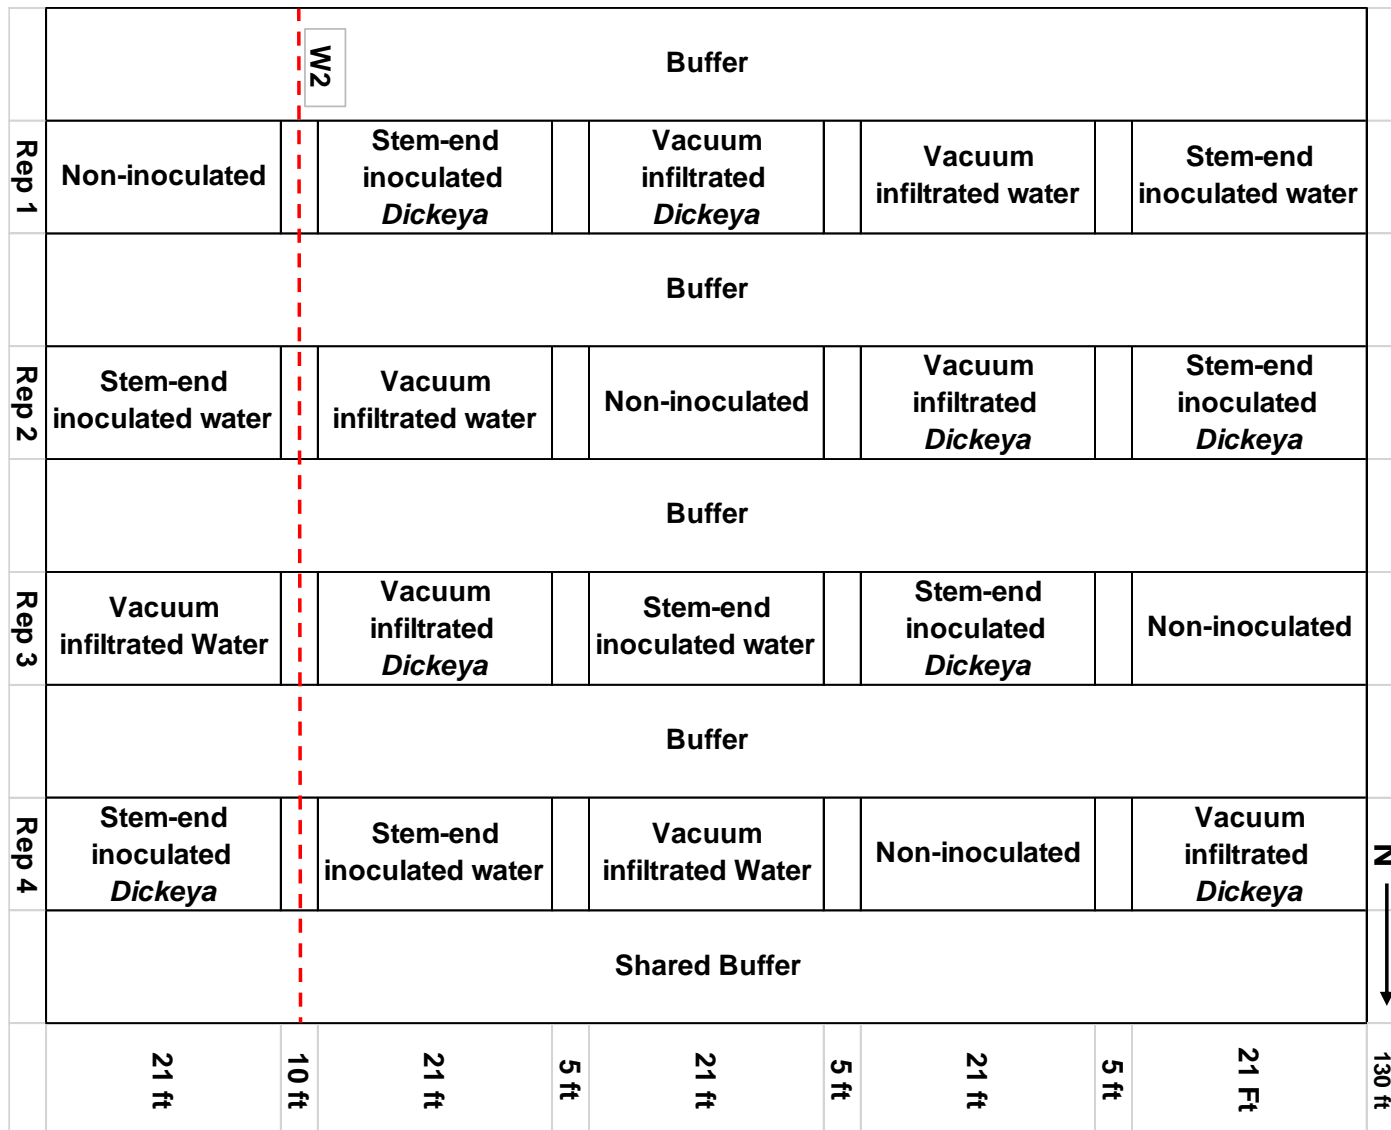 W2
Buffer
Rep 1
Non-inoculated
Stem-end
inoculated
Dickeya
Vacuum
infiltrated
Dickeya
Vacuum
infiltrated water
Stem-end
inoculated water
Buffer
Rep 2
Stem-end
inoculated water
Vacuum
infiltrated water
Non-inoculated
Vacuum
infiltrated
Dickeya
Stem-end
inoculated
Dickeya
Buffer
Rep 3
Vacuum
infiltrated Water
Vacuum
infiltrated
Dickeya
Stem-end
inoculated water
Stem-end
inoculated
Dickeya
Non-inoculated
Buffer
Rep 4
Stem-end
inoculated
Dickeya
Stem-end
inoculated water
Vacuum
infiltrated Water
Non-inoculated
Vacuum
infiltrated
Dickeya
N
Shared Buffer
21 ft
10 ft
21 ft
5 ft
21 ft
5 ft
21 ft
5 ft
21 Ft
130 ft